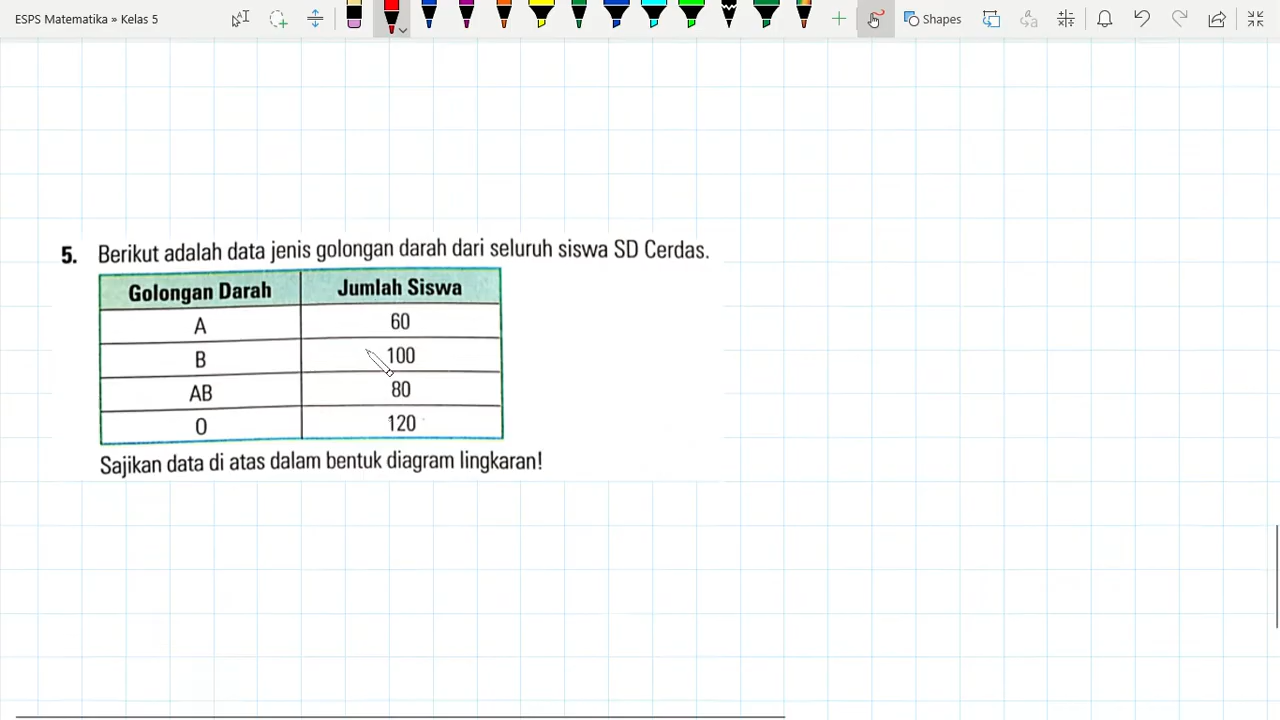 ESPS Matematika » Kelas 5
Shapes
5. Berikut adalah data jenis golongan darah dari seluruh siswa SD Cerdas.
Golongan Darah Jumlah Siswa
A 60
B 100
AB 80
O 120
Sajikan data di atas dalam bentuk diagram lingkaran!